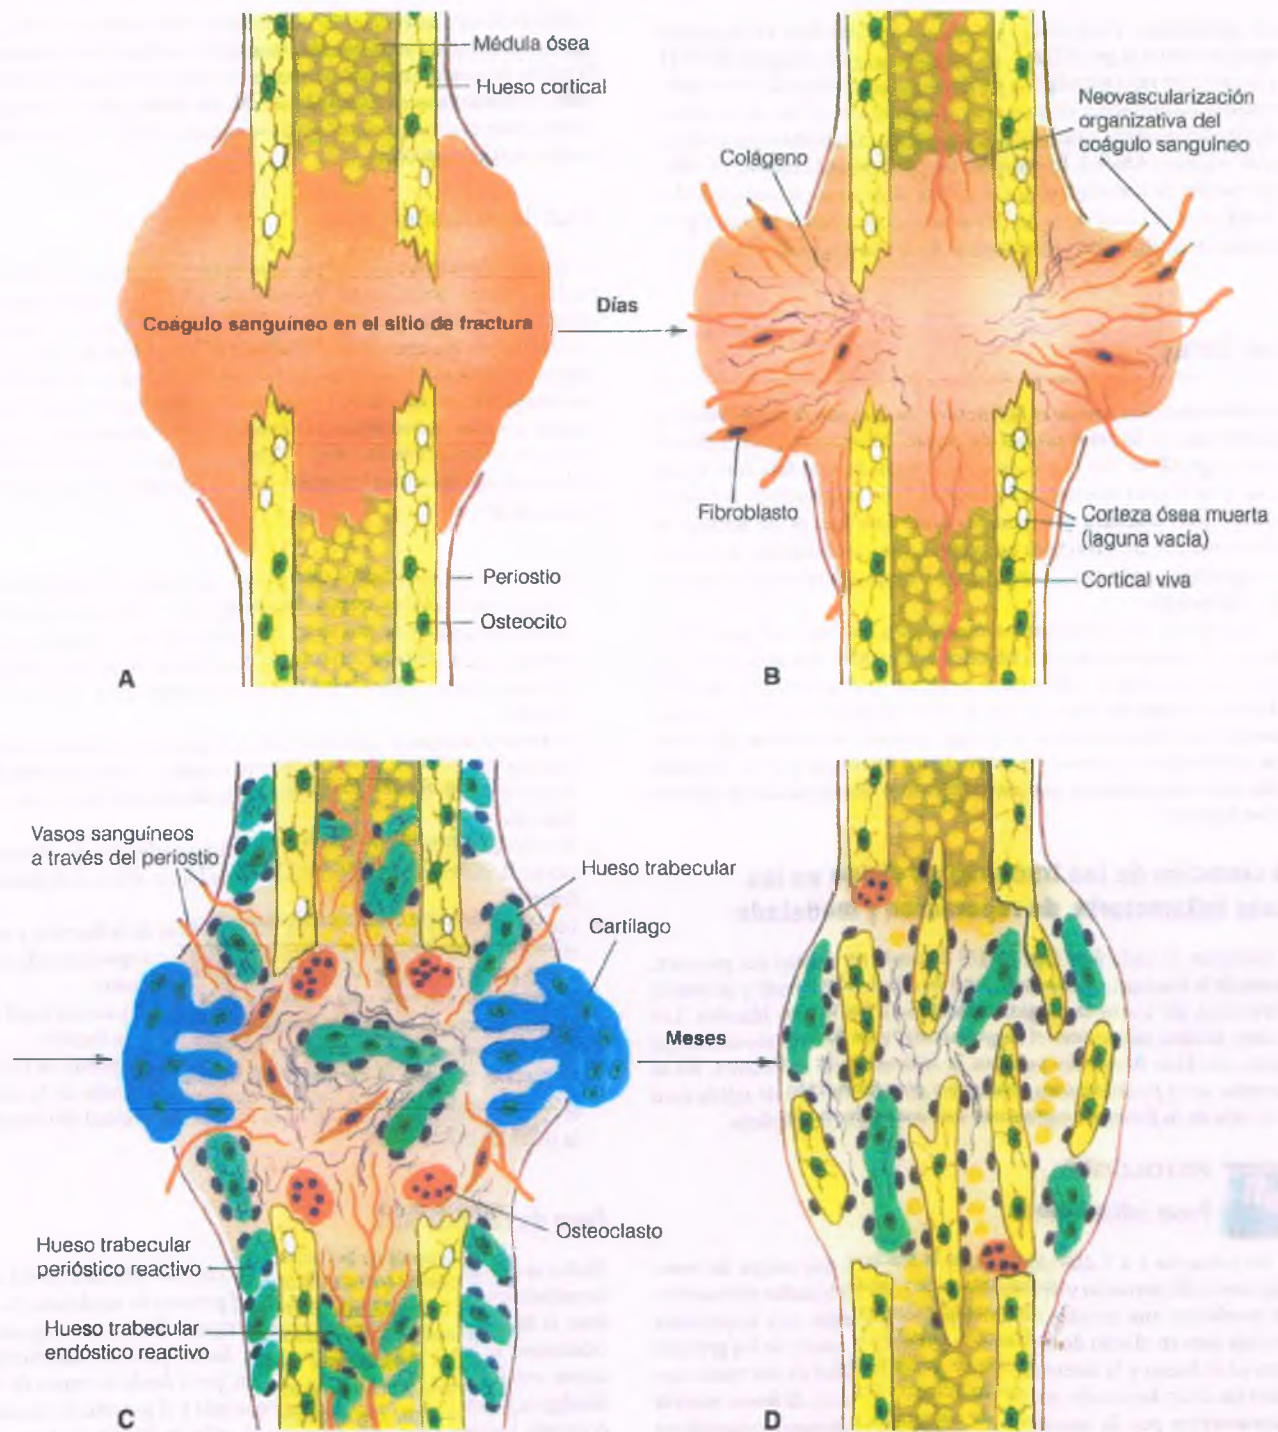 Médula ósea
Hueso cortical
Coágulo sanguíneo en el sitio de fractura
Periostio
Osteocito
A
Días
Neovascularización
organizativa del
coágulo sanguíneo
Colágeno
Fibroblasto
Corteza ósea muerta
(laguna vacía)
Cortical viva
B
Vasos sanguíneos
a través del periostio
Hueso trabecular
Cartílago
Osteoclasto
Hueso trabecular
perióstico reactivo
Hueso trabecular
endóstico reactivo
C
Meses
D